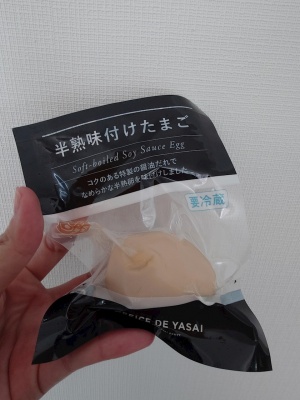 半熟味付けたまご
Soft-boiled Soy Sauce Egg
コクのある特製の醤油だれで
なめらかな半熟卵を味付けしました
要冷蔵
DE YASAI